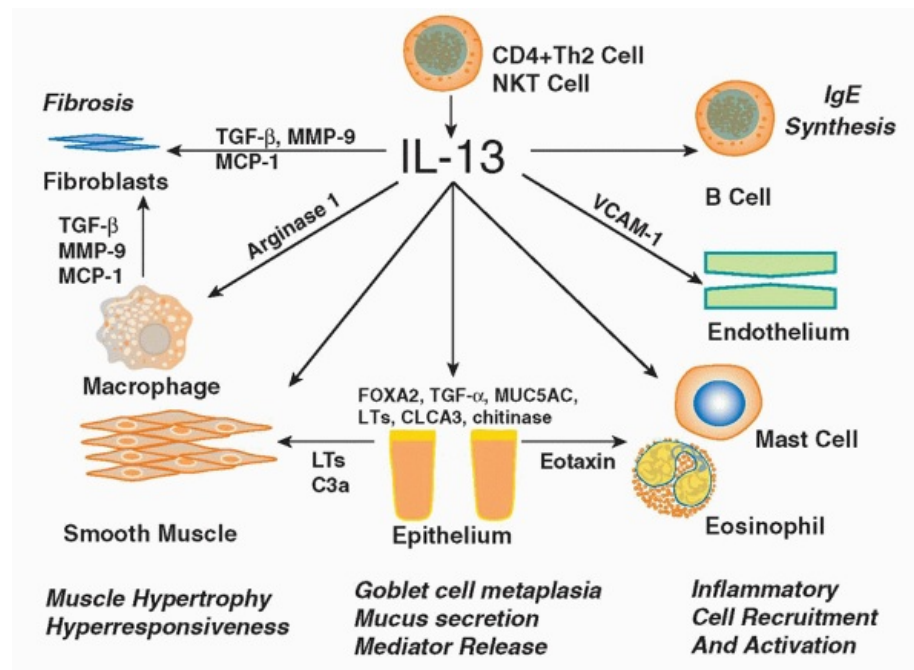 CD4+Th2 Cell
NKT Cell
Fibrosis
IgE
Synthesis
TGF-β, MMP-9
MCP-1
IL-13
Fibroblasts
B Cell
TGF-β
MMP-9
MCP-1
Arginase 1
VCAM-1
Endothelium
Macrophage
FOXA2, TGF-α, MUC5AC,
LTs, CLCA3, chitinase
Mast Cell
LTs
C3a
Eotaxin
Smooth Muscle
Epithelium
Eosinophil
Muscle Hypertrophy
Hyperresponsiveness
Goblet cell metaplasia
Mucus secretion
Mediator Release
Inflammatory
Cell Recruitment
And Activation